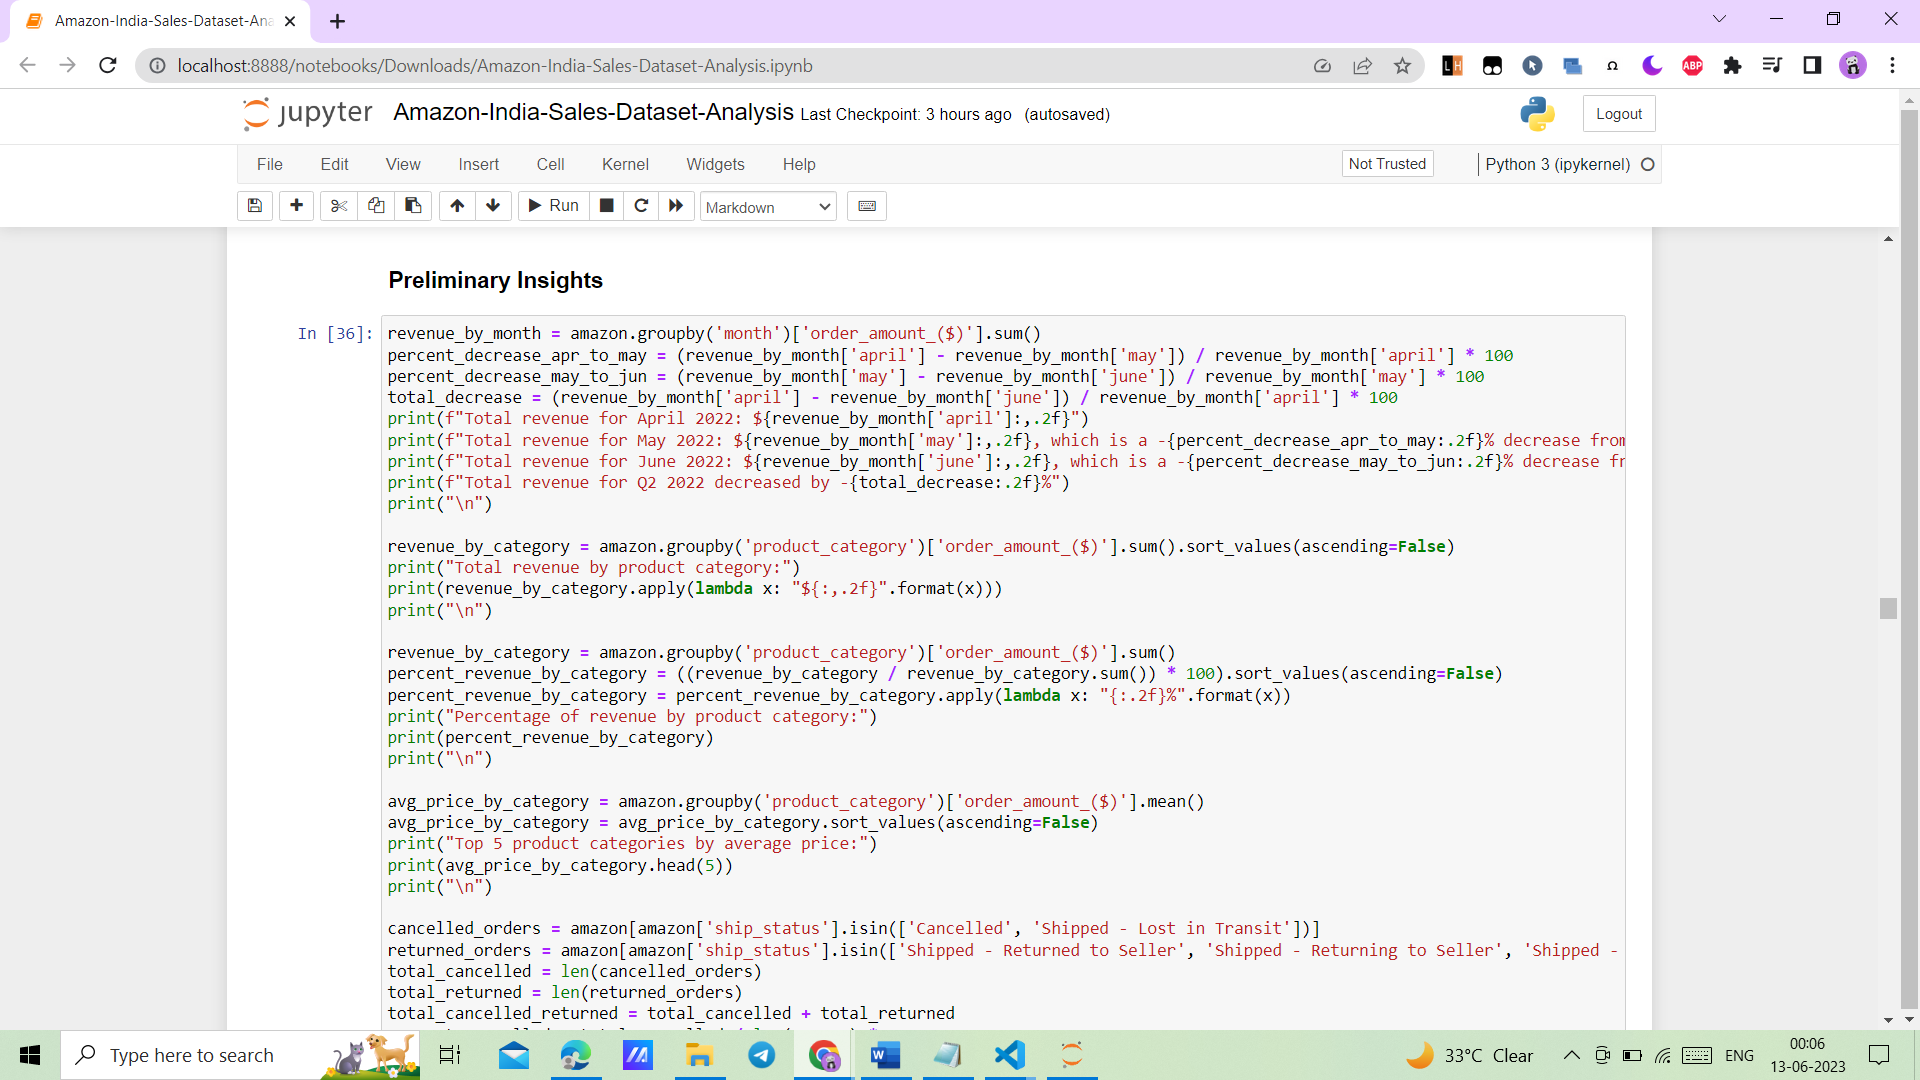 Amazon-India-Sales-Dataset-Ana
localhost:8888/notebooks/Downloads/Amazon-India-Sales-Dataset-Analysis.ipynb
LH
ABP
jupyter Amazon-India-Sales-Dataset-Analysis Last Checkpoint: 3 hours ago (autosaved)
Logout
File Edit View Insert Cell Kernel Widgets Help
Not Trusted
Python 3 (ipykernel)
Run
Markdown
Preliminary Insights
In [36]:
revenue_by_month = amazon.groupby('month')['order_amount_($)'].sum()
percent_decrease_apr_to_may = (revenue_by_month['april'] - revenue_by_month['may']) / revenue_by_month['april'] * 100
percent_decrease_may_to_jun = (revenue_by_month['may'] - revenue_by_month['june']) / revenue_by_month['may'] * 100
total_decrease = (revenue_by_month['april'] - revenue_by_month['june']) / revenue_by_month['april'] * 100
print(f"Total revenue for April 2022: ${revenue_by_month['april']:,.2f}")
print(f"Total revenue for May 2022: ${revenue_by_month['may']:,.2f}, which is a -{percent_decrease_apr_to_may:.2f}% decrease from
print(f"Total revenue for June 2022: ${revenue_by_month['june']:,.2f}, which is a -{percent_decrease_may_to_jun:.2f}% decrease fr
print(f"Total revenue for Q2 2022 decreased by -{total_decrease:.2f}%")
print("\n")
revenue_by_category = amazon.groupby('product_category')['order_amount_($)'].sum().sort_values(ascending=False)
print("Total revenue by product category:")
print(revenue_by_category.apply(lambda x: "${:,.2f}".format(x)))
print("\n")
revenue_by_category = amazon.groupby('product_category')['order_amount_($)'].sum()
percent_revenue_by_category = ((revenue_by_category / revenue_by_category.sum()) * 100).sort_values(ascending=False)
percent_revenue_by_category = percent_revenue_by_category.apply(lambda x: "{:.2f}%".format(x))
print("Percentage of revenue by product category:")
print(percent_revenue_by_category)
print("\n")
avg_price_by_category = amazon.groupby('product_category')['order_amount_($)'].mean()
avg_price_by_category = avg_price_by_category.sort_values(ascending=False)
print("Top 5 product categories by average price:")
print(avg_price_by_category.head(5))
print("\n")
cancelled_orders = amazon[amazon['ship_status'].isin(['Cancelled', 'Shipped - Lost in Transit'])]
returned_orders = amazon[amazon['ship_status'].isin(['Shipped - Returned to Seller', 'Shipped - Returning to Seller', 'Shipped -
total_cancelled = len(cancelled_orders)
total_returned = len(returned_orders)
total_cancelled_returned = total_cancelled + total_returned
Type here to search
33°C Clear
ENG
00:06
13-06-2023